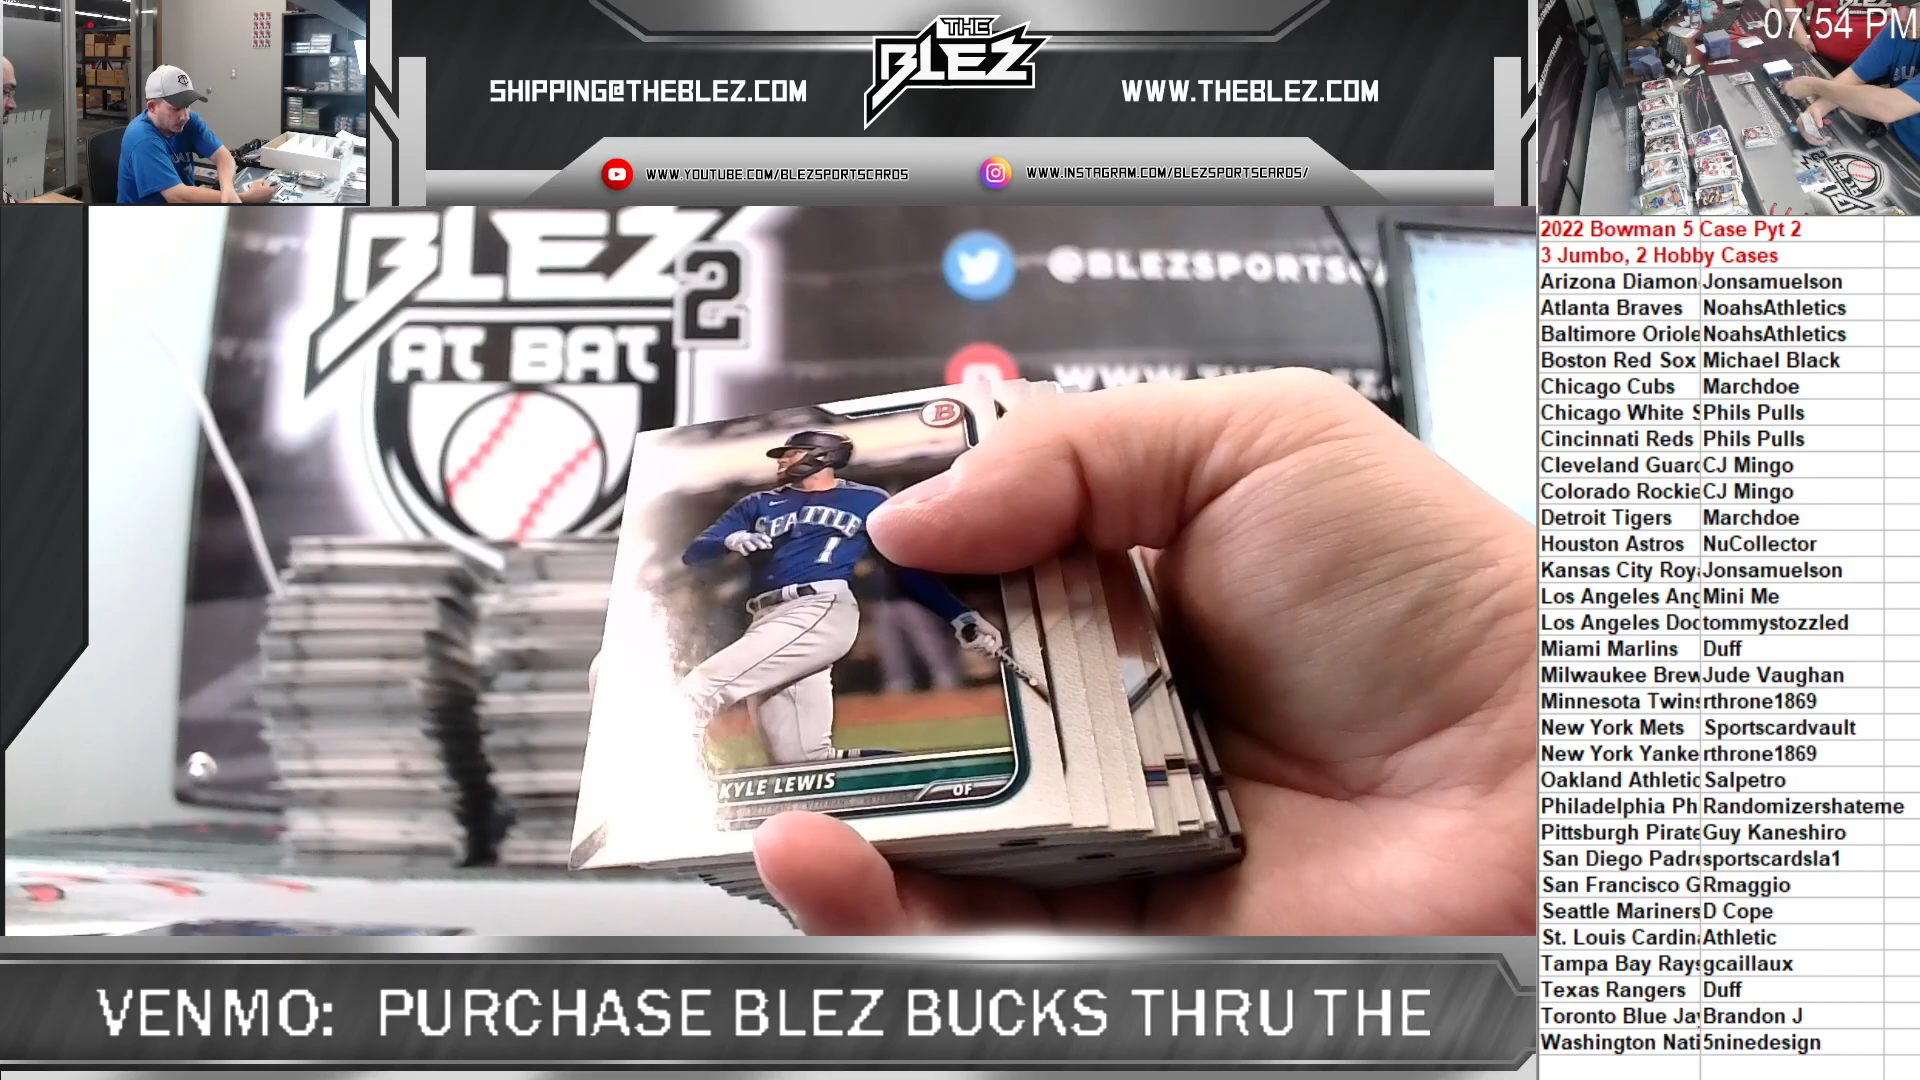 07:54 PM
THE
BLEZ
SHIPPING@THEBLEZ.COM
WWW.THEBLEZ.COM
WWW.YOUTUBE.COM/BLEZSPORTSCARDS
WWW.INSTAGRAM.COM/BLEZSPORTSCARDS/
BLEZ
2
AT BAT
@BLEZSPORTSC
B
SEATTLE
1
KYLE LEWIS
OF
2022 Bowman 5 Case Pyt 2
3 Jumbo, 2 Hobby Cases
Arizona Diamon Jonsamuelson
Atlanta Braves NoahsAthletics
Baltimore Oriole NoahsAthletics
Boston Red Sox Michael Black
Chicago Cubs Marchdoe
Chicago White S Phils Pulls
Cincinnati Reds Phils Pulls
Cleveland Guard CJ Mingo
Colorado Rockie CJ Mingo
Detroit Tigers Marchdoe
Houston Astros NuCollector
Kansas City Roy Jonsamuelson
Los Angeles Ang Mini Me
Los Angeles Dod tommystozzled
Miami Marlins Duff
Milwaukee Brew Jude Vaughan
Minnesota Twins rthrone1869
New York Mets Sportscardvault
New York Yanke rthrone1869
Oakland Athletic Salpetro
Philadelphia Ph Randomizershateme
Pittsburgh Pirate Guy Kaneshiro
San Diego Padre sportscardsla1
San Francisco G Rmaggio
Seattle Mariners D Cope
St. Louis Cardin Athletic
Tampa Bay Rays gcaillaux
Texas Rangers Duff
Toronto Blue Jay Brandon J
Washington Nati 5ninedesign
VENMO: PURCHASE BLEZ BUCKS THRU THE